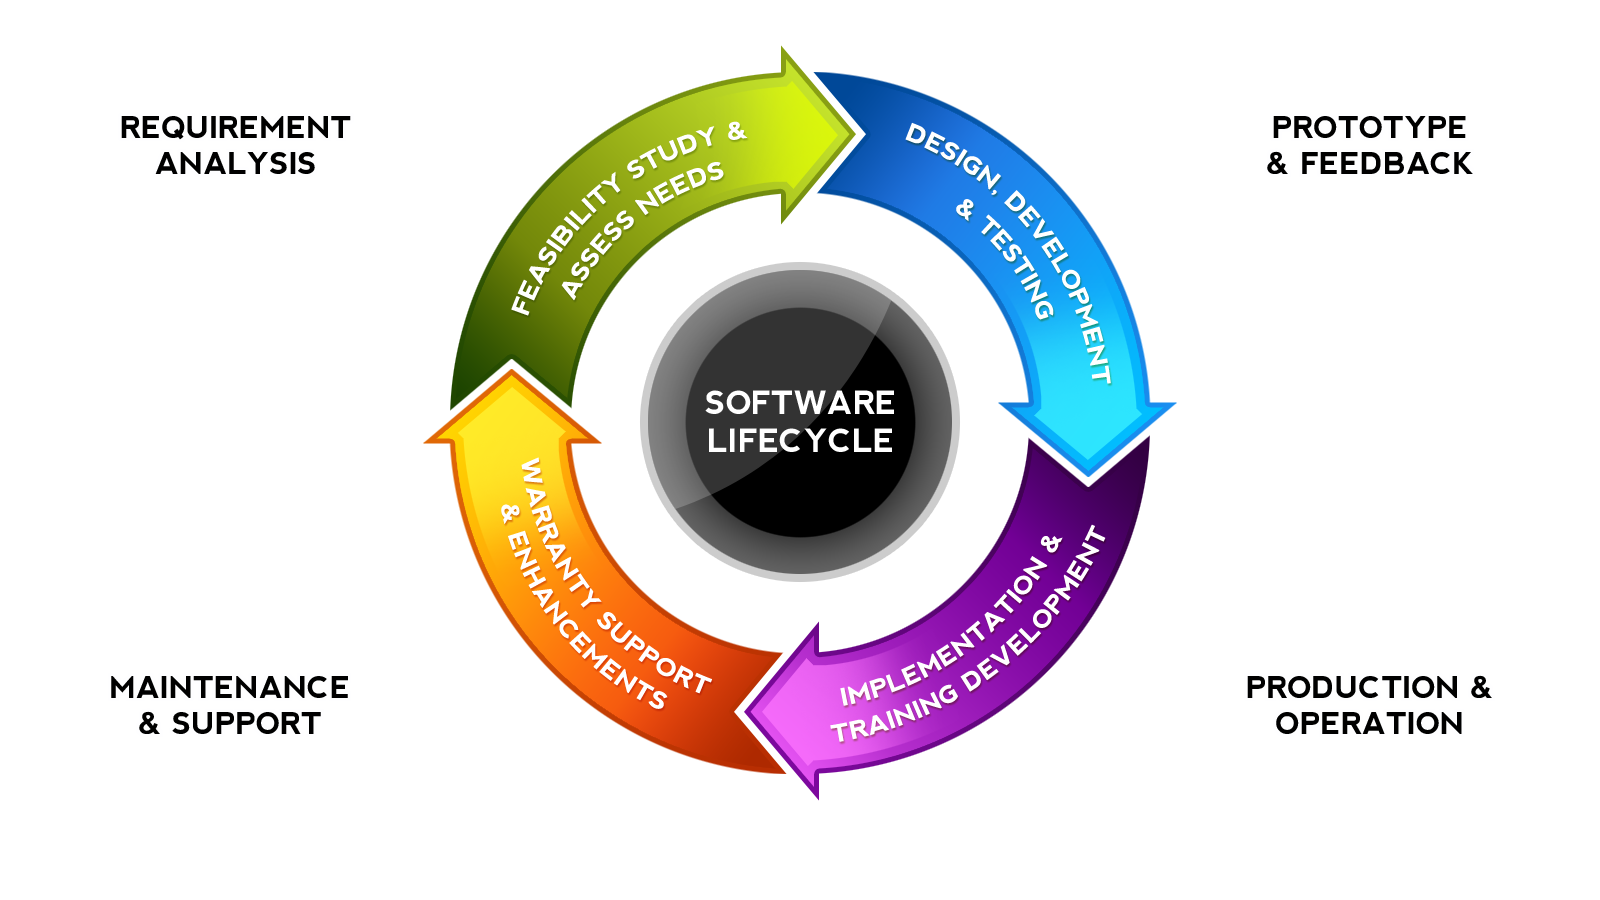 REQUIREMENT
ANALYSIS
PROTOTYPE
& FEEDBACK
FEASIBILITY STUDY &
ASSESS NEEDS
DESIGN, DEVELOPMENT
& TESTING
SOFTWARE
LIFECYCLE
WARRANTY SUPPORT
& ENHANCEMENTS
IMPLEMENTATION &
TRAINING DEVELOPMENT
MAINTENANCE
& SUPPORT
PRODUCTION &
OPERATION